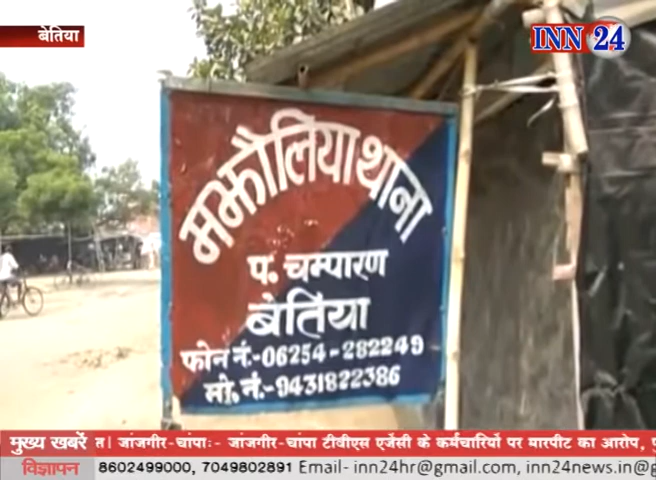 बेतिया
INN 24
मझौलिया थाना
प. चम्पारण
बेतिया
फोन नं.-06254-282249
मो. नं.-9431822386
मुख्य खबरें त। जांजगीर-चांपाः- जांजगीर-चांपा टीवीएस एजेंसी के कर्मचारियों पर मारपीट का आरोप,
विज्ञापन 8602499000, 7049802891 Email- inn24hr@gmail.com, inn24news.in@g